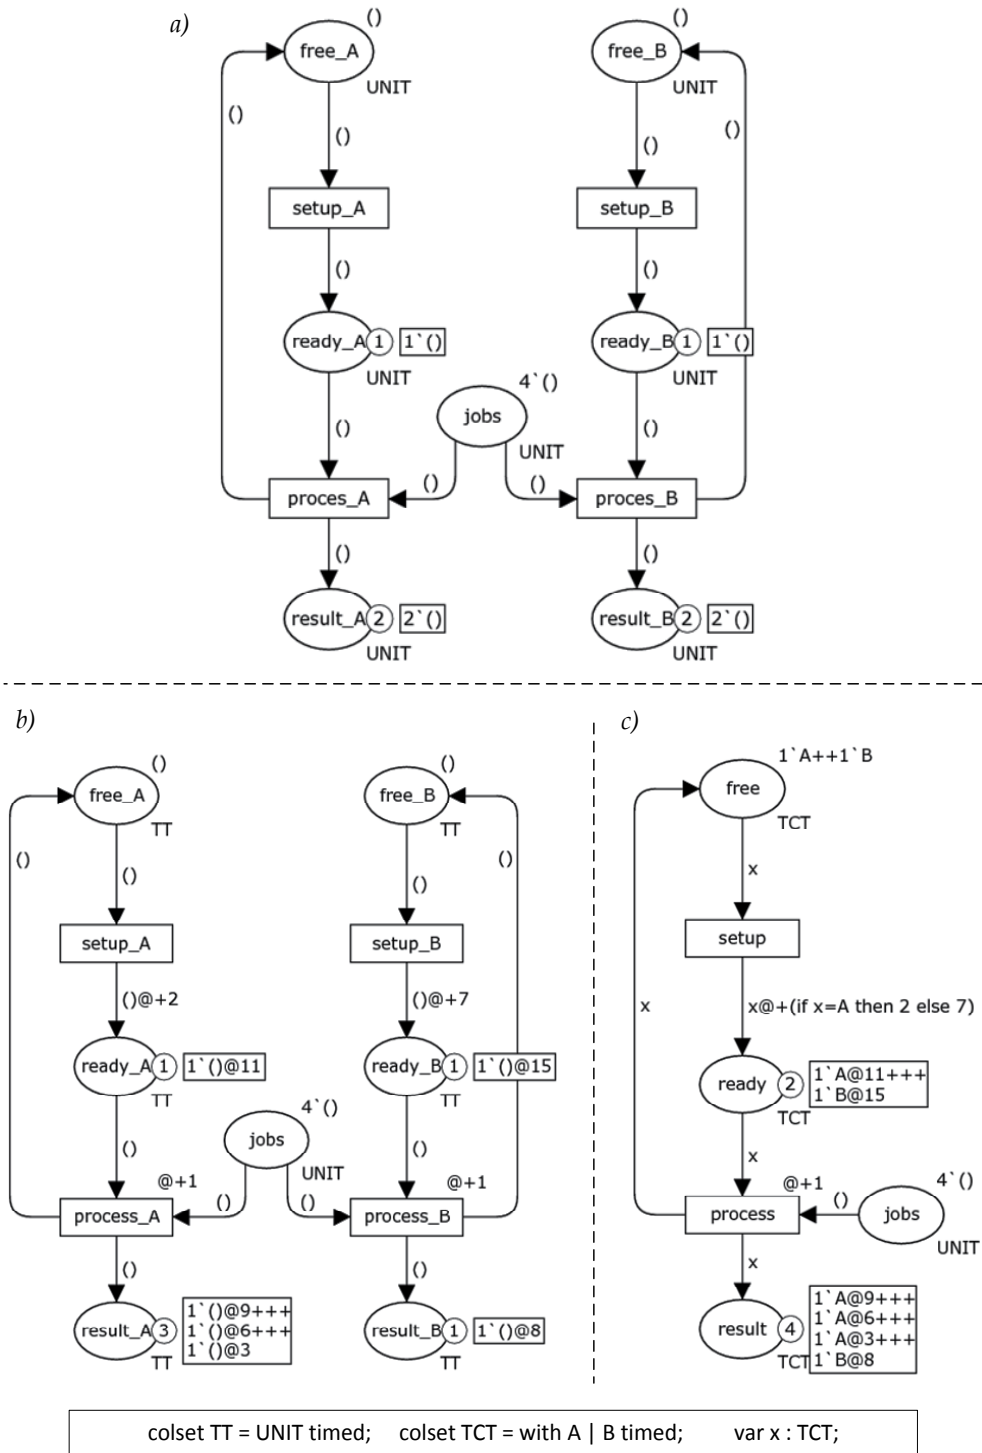 a)
()
()
free_A
free_B
UNIT
UNIT
()
()
()
()
setup_A
setup_B
()
()
ready_A 1 1`()
ready_B 1 1`()
UNIT
UNIT
4`()
jobs
UNIT
()
()
()
()
proces_A
proces_B
()
()
result_A 2 2`()
result_B 2 2`()
UNIT
UNIT
b)
()
()
free_A
free_B
TT
TT
()
()
()
()
setup_A
setup_B
()@+2
()@+7
ready_A 1 1`()@11
ready_B 1 1`()@15
TT
TT
4`()
jobs
UNIT
()
()
@+1
@+1
()
()
process_A
process_B
()
()
1`()@9+++
result_A 3 1`()@6+++
1`()@3
result_B 1 1`()@8
TT
TT
c)
1`A++1`B
free
TCT
x
x
setup
x@+(if x=A then 2 else 7)
ready 2
1`A@11+++
1`B@15
TCT
x
@+1
4`()
process
()
jobs
UNIT
x
result 4
1`A@9+++
1`A@6+++
1`A@3+++
1`B@8
TCT
colset TT = UNIT timed; colset TCT = with A | B timed; var x : TCT;